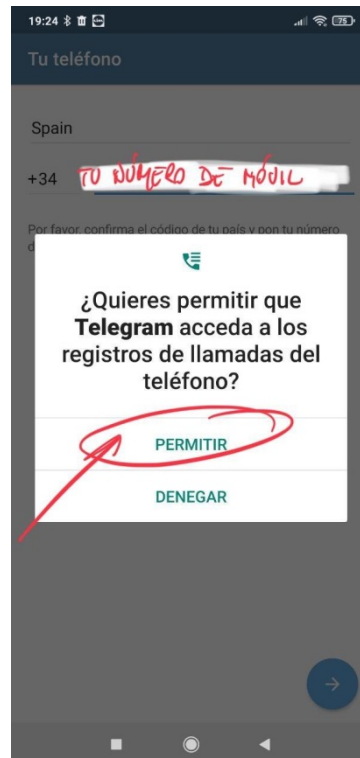 19:24
75
Tu teléfono
Spain
+34 TU NÚMERO DE MÓVIL
Por favor, confirma el código de tu país y pon tu número
d
¿Quieres permitir que
Telegram acceda a los
registros de llamadas del
teléfono?
PERMITIR
DENEGAR